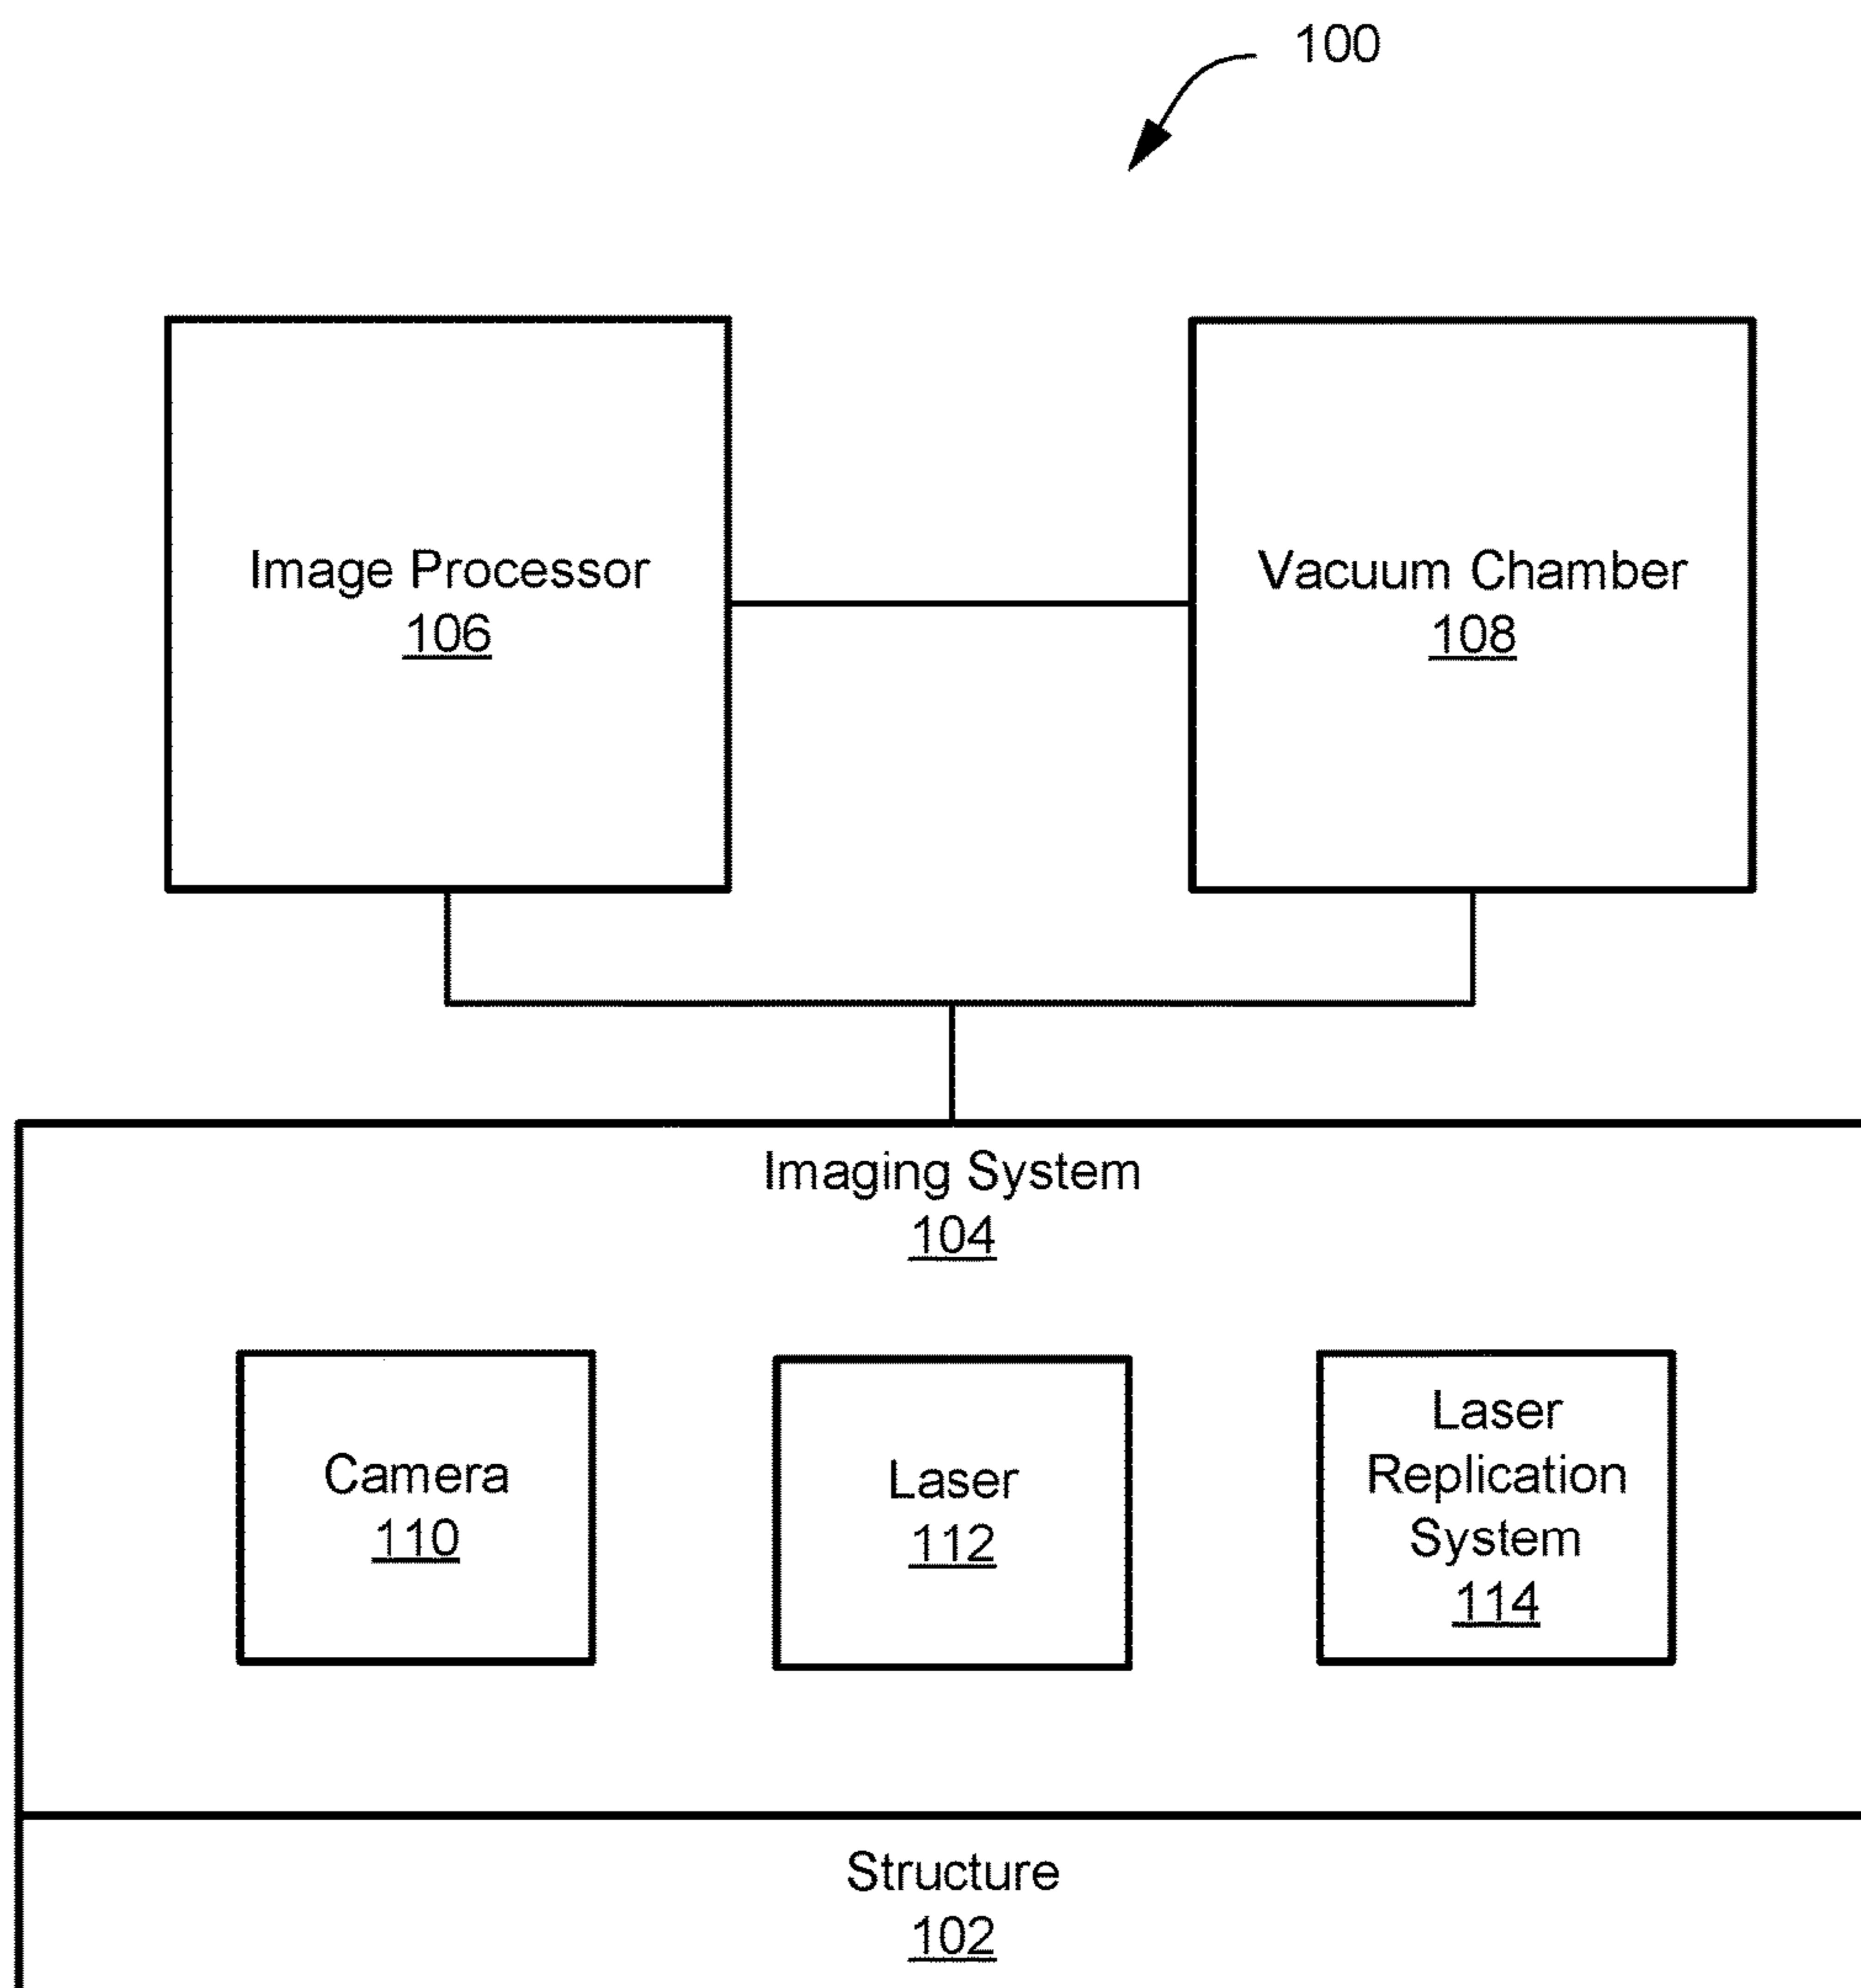 100
Image Processor
106
Vacuum Chamber
108
Imaging System
104
Camera
110
Laser
112
Laser
Replication
System
114
Structure
102